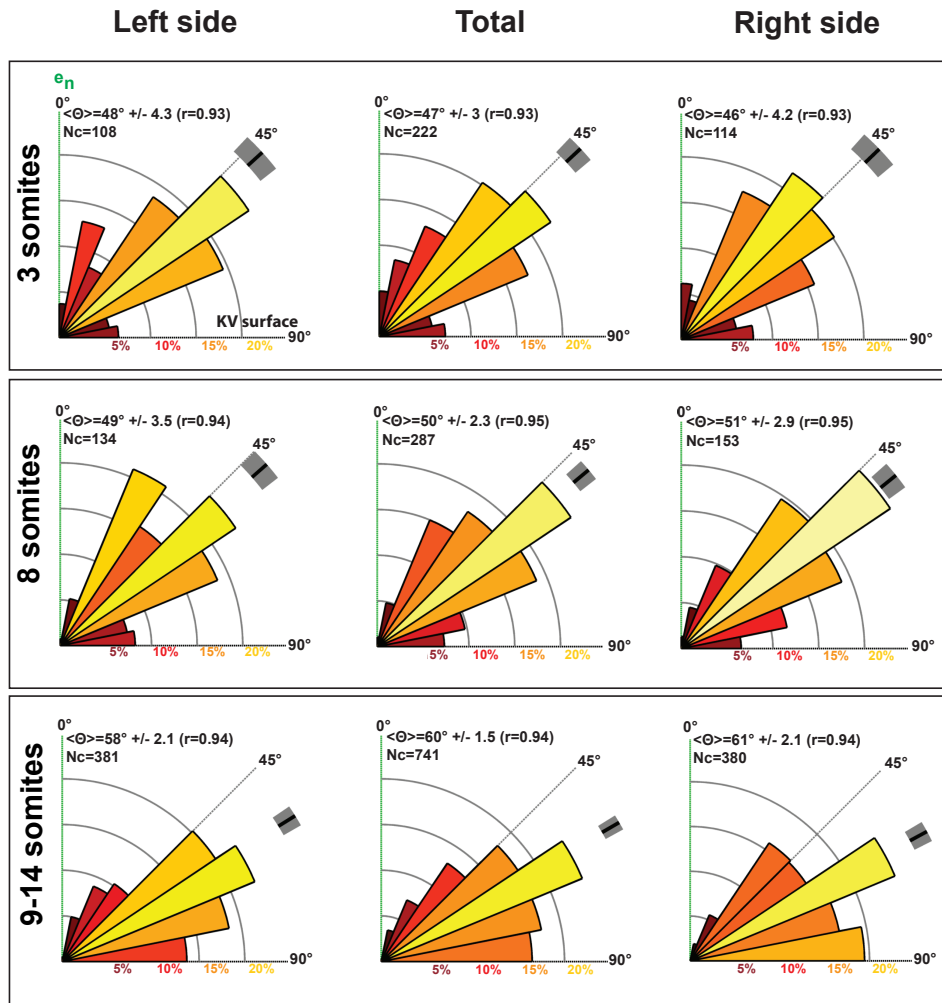 Left side Total Right side
3 somites
e_n
0°
<Θ>=48° +/- 4.3 (r=0.93)
Nc=108
45°
KV surface
90°
5% 10% 15% 20%
0°
<Θ>=47° +/- 3 (r=0.93)
Nc=222
45°
90°
5% 10% 15% 20%
0°
<Θ>=46° +/- 4.2 (r=0.93)
Nc=114
45°
90°
5% 10% 15% 20%
8 somites
0°
<Θ>=49° +/- 3.5 (r=0.94)
Nc=134
45°
90°
5% 10% 15% 20%
0°
<Θ>=50° +/- 2.3 (r=0.95)
Nc=287
45°
90°
5% 10% 15% 20%
0°
<Θ>=51° +/- 2.9 (r=0.95)
Nc=153
45°
90°
5% 10% 15% 20%
9-14 somites
0°
<Θ>=58° +/- 2.1 (r=0.94)
Nc=381
45°
90°
5% 10% 15% 20%
0°
<Θ>=60° +/- 1.5 (r=0.94)
Nc=741
45°
90°
5% 10% 15% 20%
0°
<Θ>=61° +/- 2.1 (r=0.94)
Nc=380
45°
90°
5% 10% 15% 20%